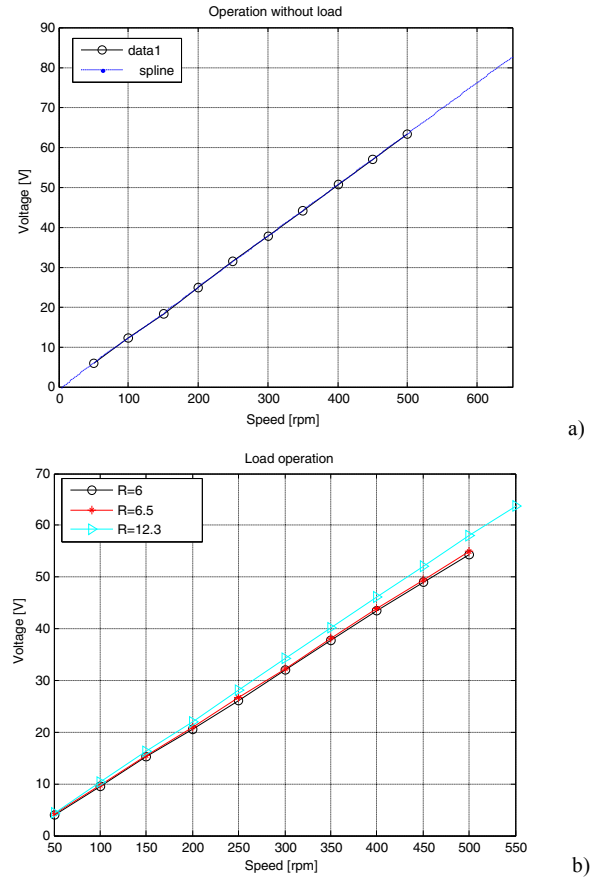 Operation without load
90
80
70
60
50
40
30
20
10
0
data1
spline
Voltage [V]
0 100 200 300 400 500 600
Speed [rpm]
a)
Load operation
70
60
50
40
30
20
10
0
R=6
R=6.5
R=12.3
Voltage [V]
50 100 150 200 250 300 350 400 450 500 550
Speed [rpm]
b)